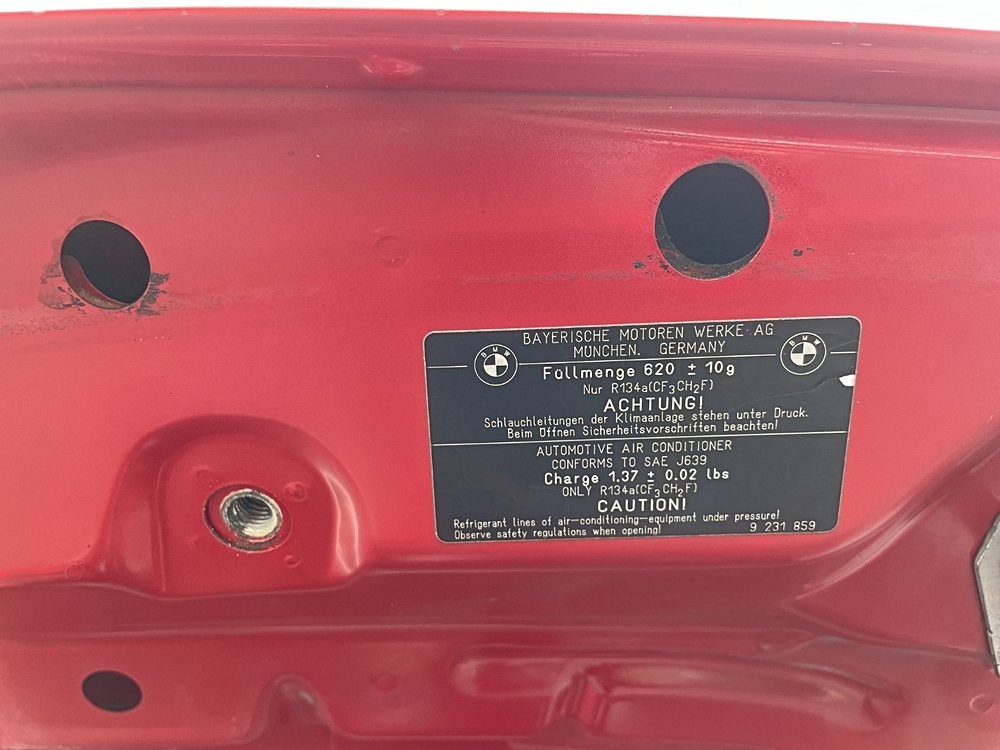 BAYERISCHE MOTOREN WERKE AG
MÜNCHEN. GERMANY
BMW
BMW
Füllmenge 620 ± 10g
Nur R134a(CF₃CH₂F)
ACHTUNG!
Schlauchleitungen der Klimaanlage stehen unter Druck.
Beim Öffnen Sicherheitsvorschriften beachten!
AUTOMOTIVE AIR CONDITIONER
CONFORMS TO SAE J639
Charge 1.37 ± 0.02 lbs
ONLY R134a(CF₃CH₂F)
CAUTION!
Refrigerant lines of air-conditioning-equipment under pressure!
Observe safety regulations when opening!
9 231 859